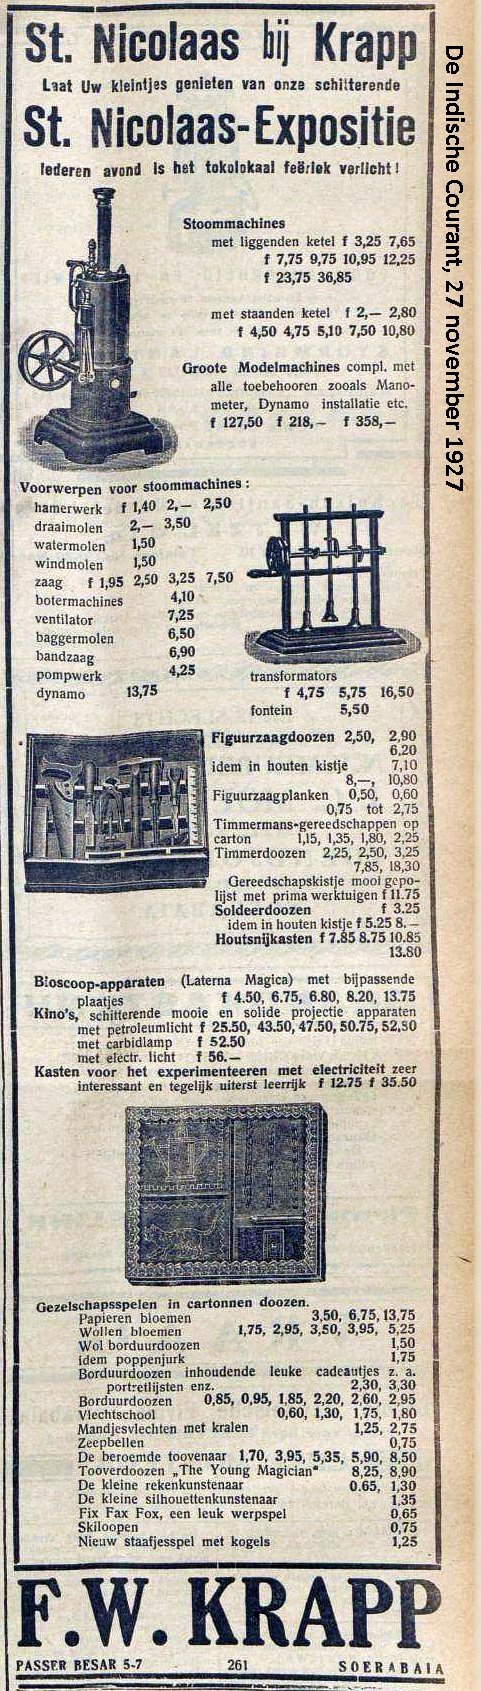 St. Nicolaas bij Krapp
Laat Uw kleintjes genieten van onze schitterende
St. Nicolaas-Expositie
Iederen avond is het tokolokaal feëriek verlicht!
De Indische Courant, 27 november 1927
Stoommachines
met liggenden ketel f 3,25 7,65
f 7,75 9,75 10,95 12,25
f 23,75 36,85
met staanden ketel f 2,— 2,80
f 4,50 4,75 5,10 7,50 10,80
Groote Modelmachines compl. met
alle toebehooren zooals Mano-
meter, Dynamo installatie etc.
f 127,50 f 218,— f 358,—
Voorwerpen voor stoommachines:
hamerwerk f 1,40 2,— 2,50
draaimolen 2,— 3,50
watermolen 1,50
windmolen 1,50
zaag f 1,95 2,50 3,25 7,50
botermachines 4,10
ventilator 7,25
baggermolen 6,50
bandzaag 6,90
pompwerk 4,25
dynamo 13,75
transformators
f 4,75 5,75 16,50
fontein 5,50
Figuurzaagdoozen 2,50, 2,90
6.20
idem in houten kistje 7,10
8,—, 10,80
Figuurzaagplanken 0,50, 0,60
0,75 tot 2,75
Timmermans-gereedschappen op
carton 1,15, 1,35, 1,80, 2,25
Timmerdoozen 2,25, 2,50, 3,25
7,85, 18,30
Gereedschapskistje mooi gepo-
lijst met prima werktuigen f 11.75
Soldeerdoozen f 3.25
idem in houten kistje f 5.25 8.—
Houtsnijkasten f 7.85 8.75 10.85
13.80
Bioscoop-apparaten (Laterna Magica) met bijpassende
plaatjes f 4.50, 6.75, 6.80, 8.20, 13.75
Kino's, schitterende mooie en solide projectie apparaten
met petroleumlicht f 25.50, 43.50, 47.50, 50.75, 52,50
met carbidlamp f 52.50
met electr. licht f 56.—
Kasten voor het experimenteeren met electriciteit zeer
interessant en tegelijk uiterst leerrijk f 12.75 f 35.50
Gezelschapsspelen in cartonnen doozen.
Papieren bloemen 3,50, 6,75, 13,75
Wollen bloemen 1,75, 2,95, 3,50, 3,95, 5,25
Wol borduurdoozen 1,50
idem poppenjurk 1,75
Borduurdoozen inhoudende leuke cadeautjes z. a.
portretlijsten enz. 2,30, 3,30
Borduurdoozen 0,85, 0,95, 1,85, 2,20, 2,60, 2,95
Vlechtschool 0,60, 1,30, 1,75, 1,80
Mandjesvlechten met kralen 1,25, 2,75
Zeepbellen 0,75
De beroemde toovenaar 1,70, 3,95, 5,35, 5,90, 8,50
Tooverdoozen „The Young Magician" 8,25, 8,90
De kleine rekenkunstenaar 0.65, 1,30
De kleine silhouettenkunstenaar 1.35
Fix Fax Fox, een leuk werpspel 0.65
Skiloopen 0,75
Nieuw staafjesspel met kogels 1,25
F. W. KRAPP
PASSER BESAR 5-7 261 SOERABAIA